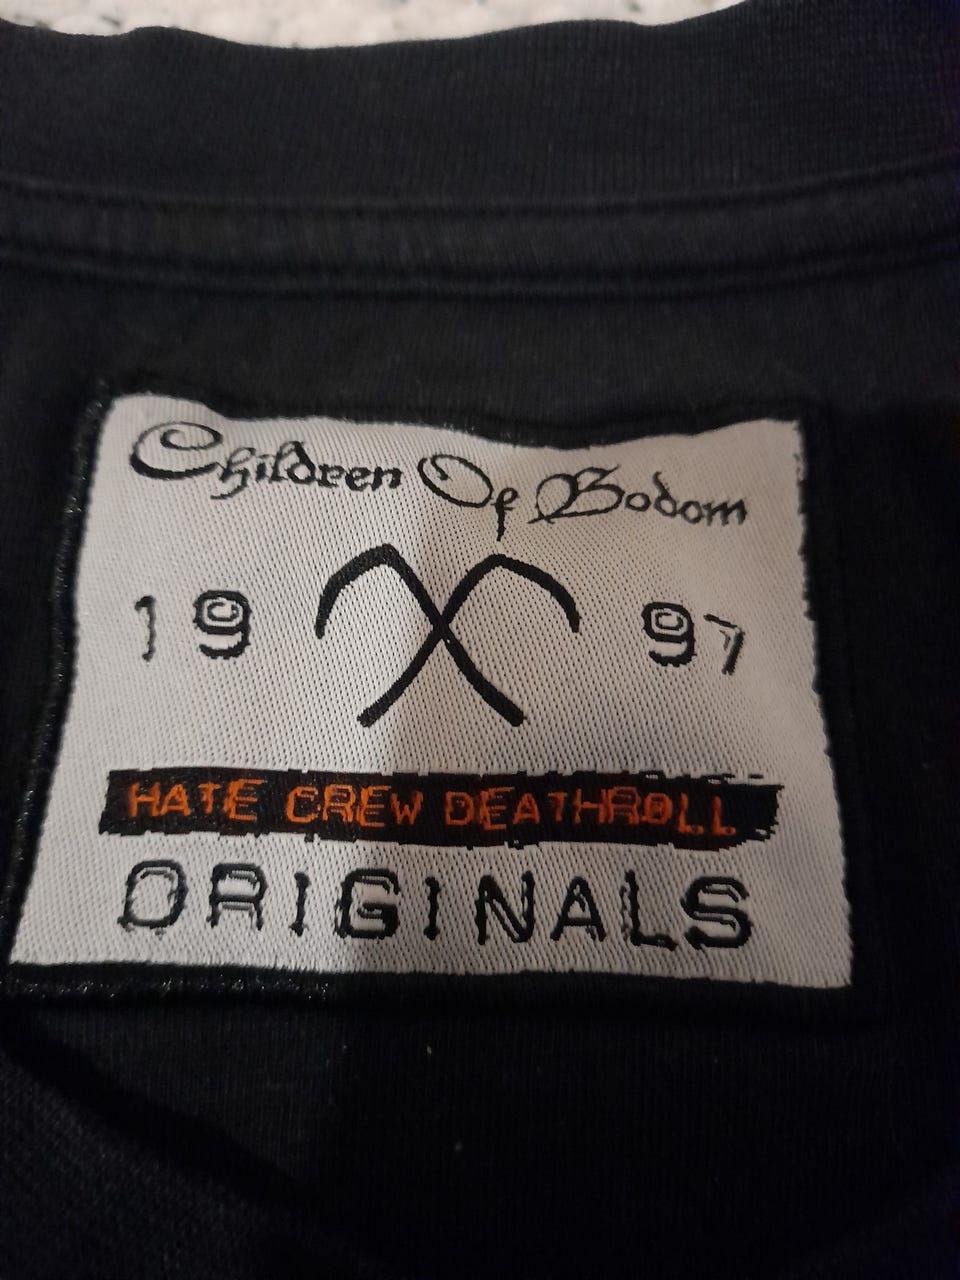 Children Of Bodom
19 97
HATE CREW DEATHROLL
ORIGINALS